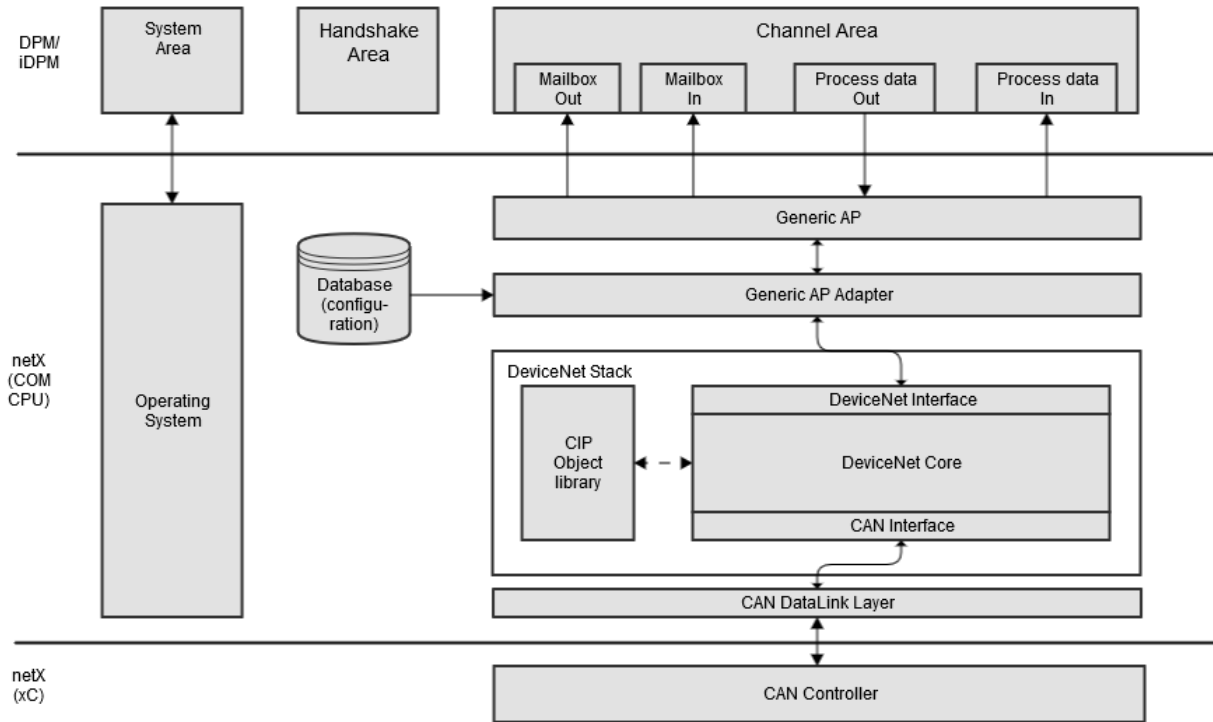 DPM/
iDPM
System
Area
Handshake
Area
Channel Area
Mailbox
Out
Mailbox
In
Process data
Out
Process data
In
netX
(COM
CPU)
Operating
System
Generic AP
Database
(configu-
ration)
Generic AP Adapter
DeviceNet Stack
CIP
Object
library
DeviceNet Interface
DeviceNet Core
CAN Interface
CAN DataLink Layer
netX
(xC)
CAN Controller